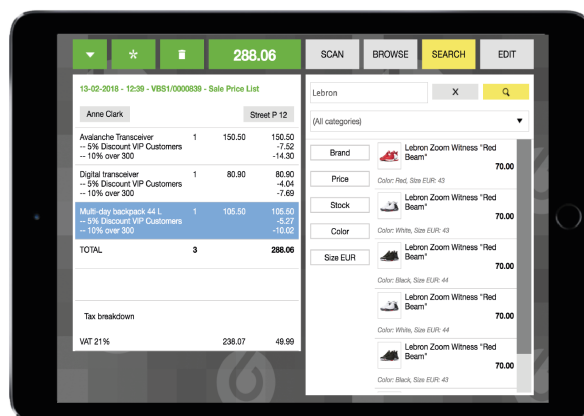 288.06
SCAN BROWSE SEARCH EDIT
13-02-2018 - 12:39 - VBS1/0000839 - Sale Price List
Anne Clark Street P 12
Avalanche Transceiver 1 150.50 150.50
-- 5% Discount VIP Customers -7.52
-- 10% over 300 -14.30
Digital transceiver 1 80.90 80.90
-- 5% Discount VIP Customers -4.04
-- 10% over 300 -7.69
Multi-day backpack 44 L 1 105.50 105.50
-- 5% Discount VIP Customers -5.27
-- 10% over 300 -10.02
TOTAL 3 288.06
Tax breakdown
VAT 21% 238.07 49.99
Lebron X
(All categories)
Brand
Price
Stock
Color
Size EUR
Lebron Zoom Witness "Red
Beam"
70.00
Color: Red, Size EUR: 43
Lebron Zoom Witness "Red
Beam"
70.00
Color: White, Size EUR: 43
Lebron Zoom Witness "Red
Beam"
70.00
Color: Black, Size EUR: 44
Lebron Zoom Witness "Red
Beam"
70.00
Color: White, Size EUR: 44
Lebron Zoom Witness "Red
Beam"
70.00
Color: Black, Size EUR: 43